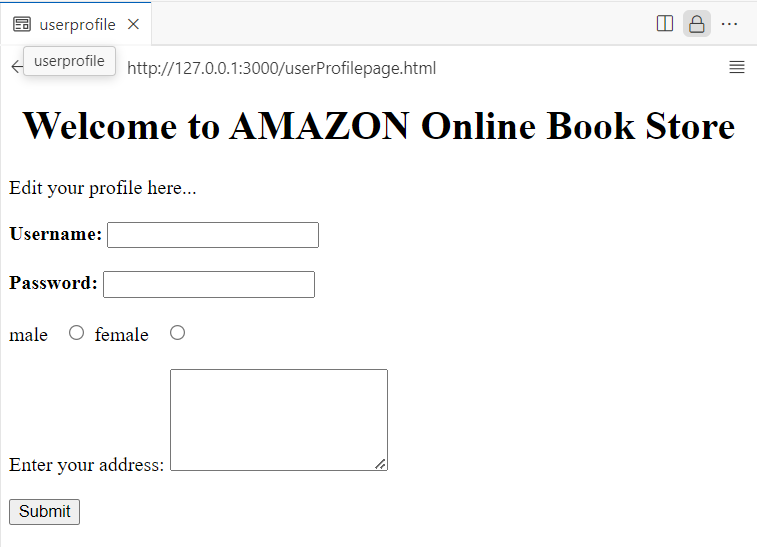 userprofile
userprofile
http://127.0.0.1:3000/userProfilepage.html
Welcome to AMAZON Online Book Store
Edit your profile here...
Username:
Password:
male female
Enter your address:
Submit